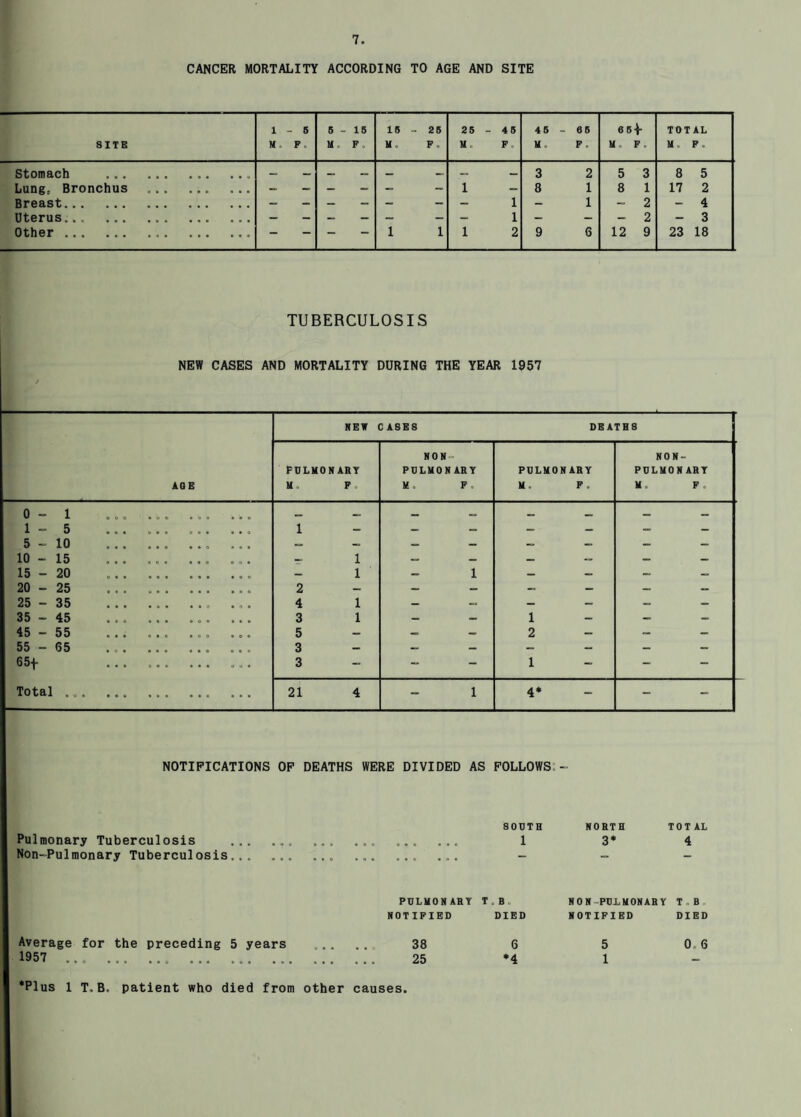 7.
CANCER MORTALITY ACCORDING TO AGE AND SITE
SITE | 1 - 5 M. F. | 5 - 15 M. F. | 15 - 25 M. F. | 25 - 45 M. F. | 45 - 65 M. F. | 65+ M. F. | TOTAL M. F.
Stomach ... ... ... ... | - - | - - | - - | - - | 3 2 | 5 3 | 8 5
Lung, Bronchus ... ... ... | - - | - - | - - | 1 - | 8 1 | 8 1 | 17 2
Breast... ... ... ... ... | - - | - - | - - | - 1 | - 1 | - 2 | - 4
Uterus... ... ... ... ... | - - | - - | - - | - 1 | - - | - 2 | - 3
Other ... ... ... ... ... | - - | - - | 1 1 | 1 2 | 9 6 | 12 9 | 23 18
TUBERCULOSIS
NEW CASES AND MORTALITY DURING THE YEAR 1957
NEW CASES DEATHS
AGE | PULMONARY M. F. | NON-PULMONARY M. F. | PULMONARY M. F. | NON-PULMONARY M. F.
0 - 1 ... ... ... ... | - - | - - | - - | - -
1 - 5 ... ... ... ... | 1 - | - - | - - | - -
5 - 10 ... ... ... ... | - - | - - | - - | - -
10 - 15 ... ... ... ... | - 1 | - - | - - | - -
15 - 20 ... ... ... ... | - 1 | - 1 | - - | - -
20 - 25 ... ... ... ... | 2 - | - - | - - | - -
25 - 35 ... ... ... ... | 4 1 | - - | - - | - -
35 - 45 ... ... ... ... | 3 1 | - - | 1 - | - -
45 - 55 ... ... ... ... | 5 - | - - | 2 - | - -
55 - 65 ... ... ... ... | 3 - | - - | - - | - -
65+ ... ... ... ... | 3 - | - - | 1 - | - -
Total ... ... ... ... ... | 21 4 | - 1 | 4* - | - -
NOTIFICATIONS OF DEATHS WERE DIVIDED AS FOLLOWS:-
SOUTH NORTH TOTAL
Pulmonary Tuberculosis ... ... ... ... ... ... 1 3* 4
Non-Pulmonary Tuberculosis... ... ... ... ... ... - - -
PULMONARY T.B. NON-PULMONARY T.B.
NOTIFIED DIED NOTIFIED DIED
Average for the preceding 5 years ... ... 38 6 5 0.6
1957 ... ... ... ... ... ... ... ... 25 *4 1 -
*Plus 1 T.B. patient who died from other causes.